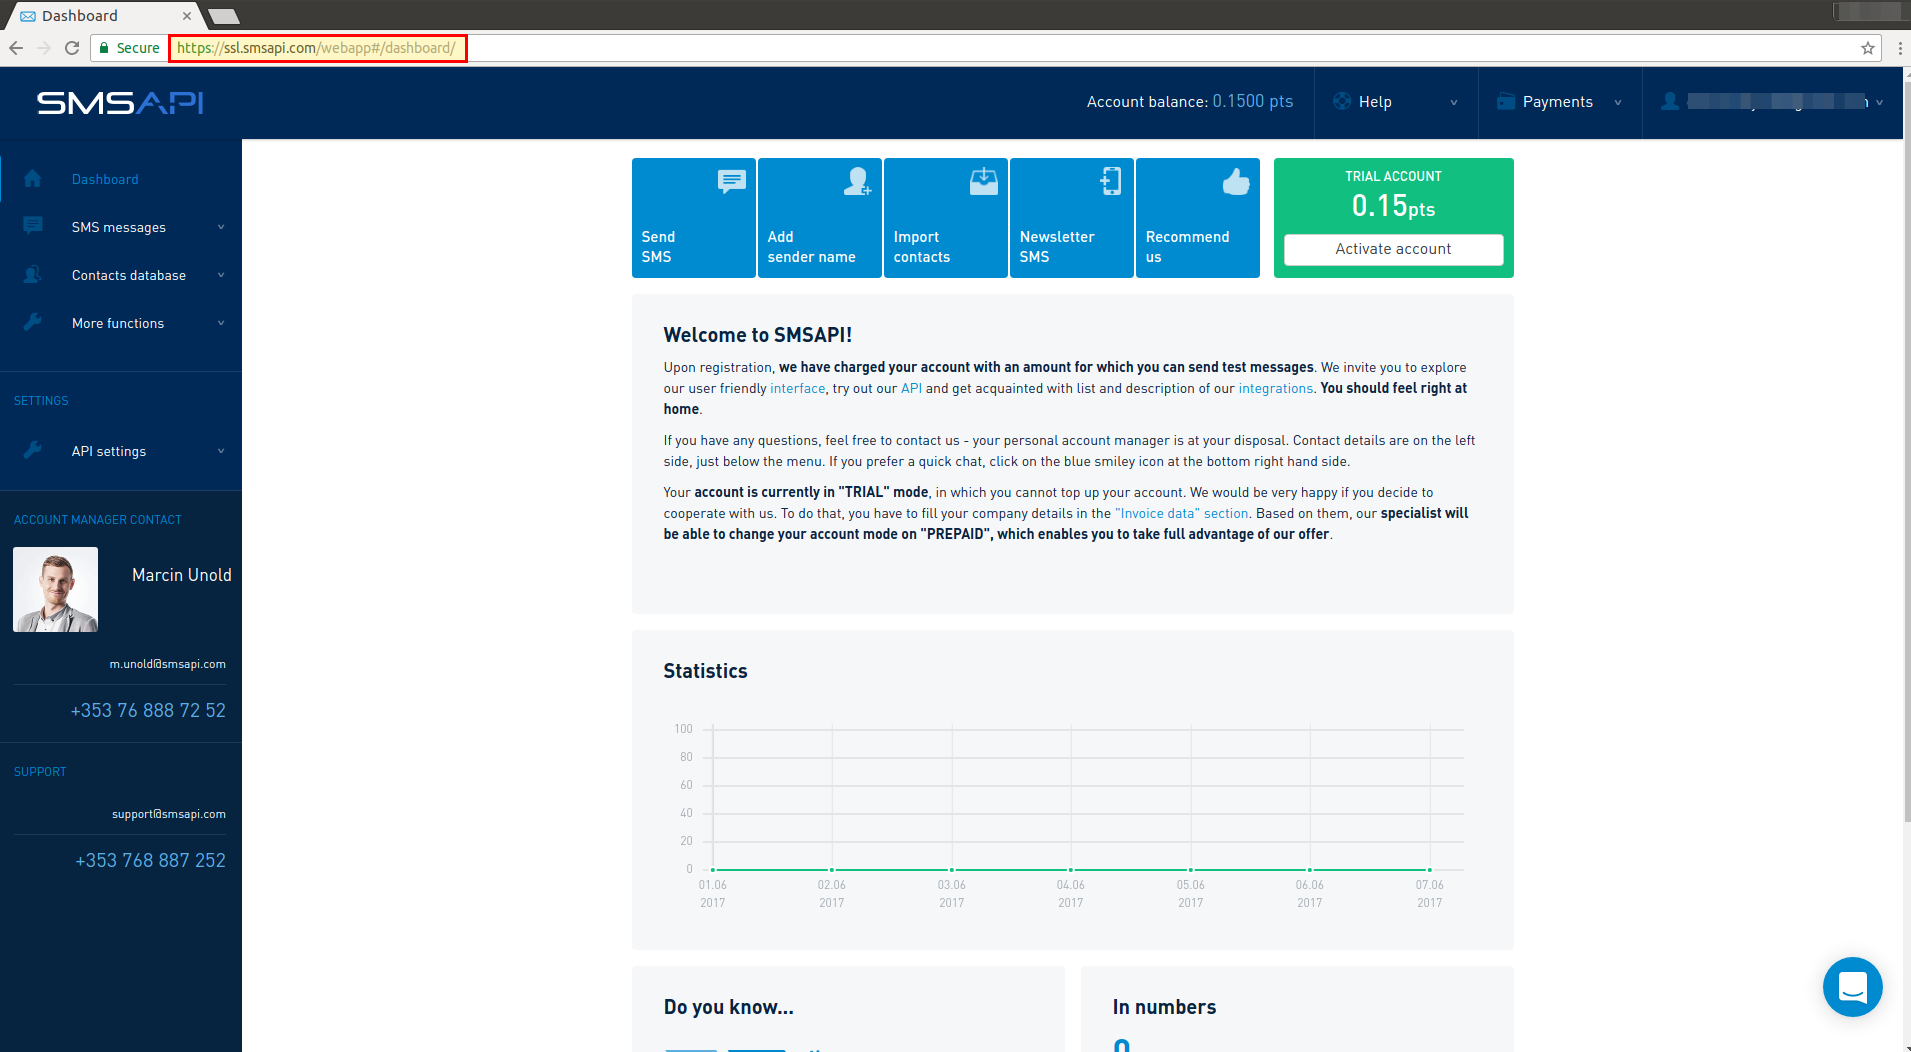 Dashboard
Secure https://ssl.smsapi.com/webapp#/dashboard/
SMSAPI
Account balance: 0.1500 pts
Help
Payments
Dashboard
SMS messages
Contacts database
More functions
SETTINGS
API settings
ACCOUNT MANAGER CONTACT
Marcin Unold
m.unold@smsapi.com
+353 76 888 72 52
SUPPORT
support@smsapi.com
+353 768 887 252
Send
SMS
Add
sender name
Import
contacts
Newsletter
SMS
Recommend
us
TRIAL ACCOUNT
0.15pts
Activate account
Welcome to SMSAPI!
Upon registration, we have charged your account with an amount for which you can send test messages. We invite you to explore
our user friendly interface, try out our API and get acquainted with list and description of our integrations. You should feel right at
home.
If you have any questions, feel free to contact us - your personal account manager is at your disposal. Contact details are on the left
side, just below the menu. If you prefer a quick chat, click on the blue smiley icon at the bottom right hand side.
Your account is currently in "TRIAL" mode, in which you cannot top up your account. We would be very happy if you decide to
cooperate with us. To do that, you have to fill your company details in the "Invoice data" section. Based on them, our specialist will
be able to change your account mode on "PREPAID", which enables you to take full advantage of our offer.
Statistics
100
80
60
40
20
0
01.06 02.06 03.06 04.06 05.06 06.06 07.06
2017 2017 2017 2017 2017 2017 2017
Do you know...
In numbers